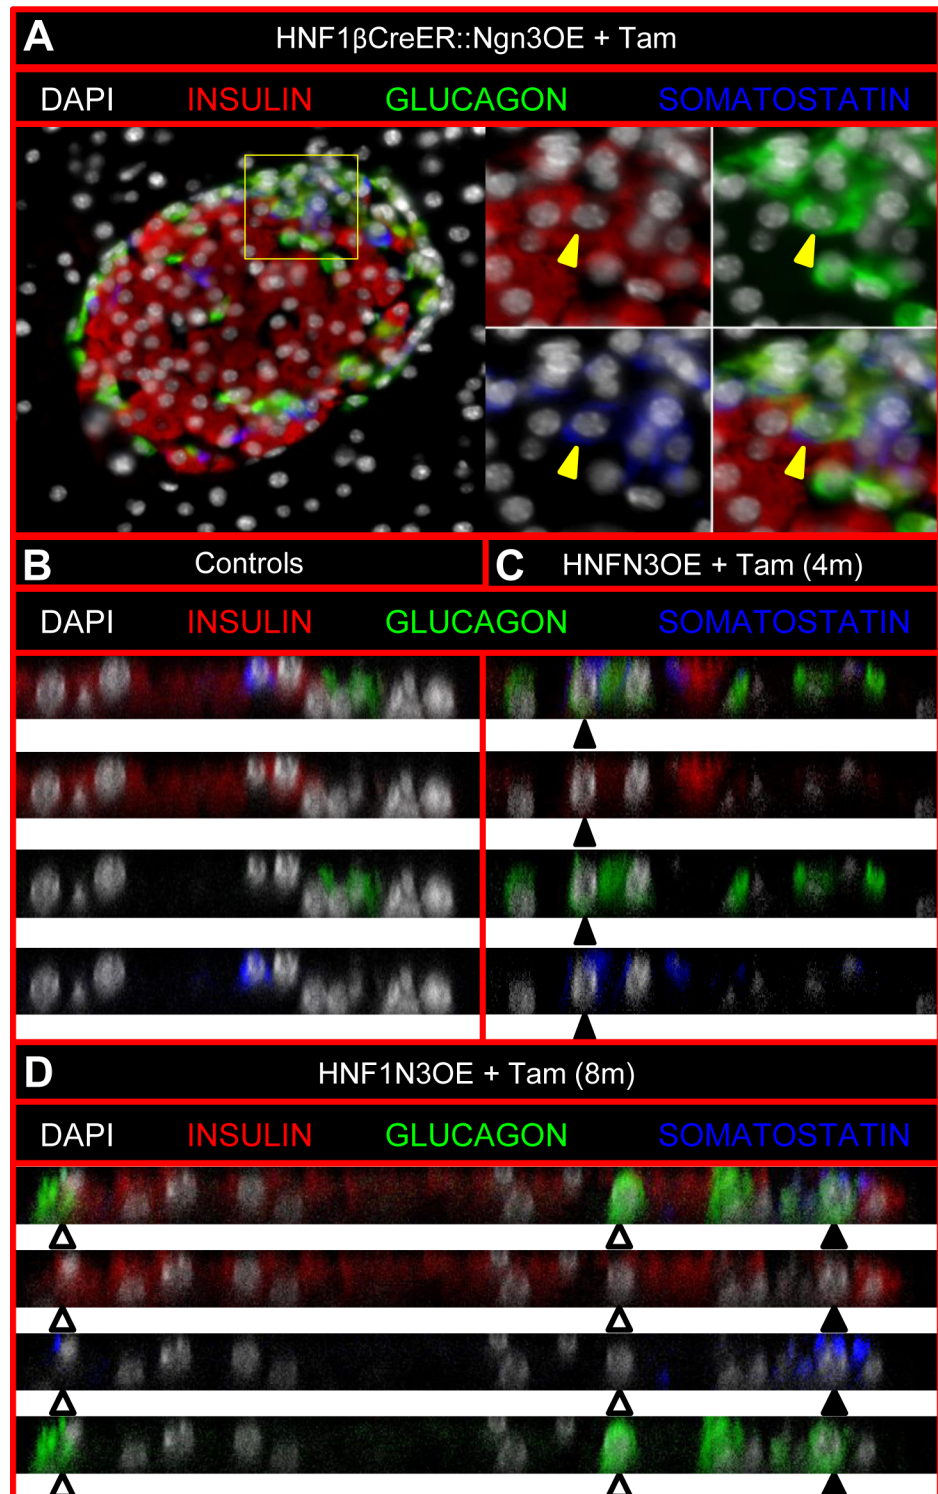 A
HNF1βCreER::Ngn3OE + Tam
DAPI INSULIN GLUCAGON SOMATOSTATIN
B Controls
C HNFN3OE + Tam (4m)
DAPI INSULIN GLUCAGON SOMATOSTATIN
D HNF1N3OE + Tam (8m)
DAPI INSULIN GLUCAGON SOMATOSTATIN